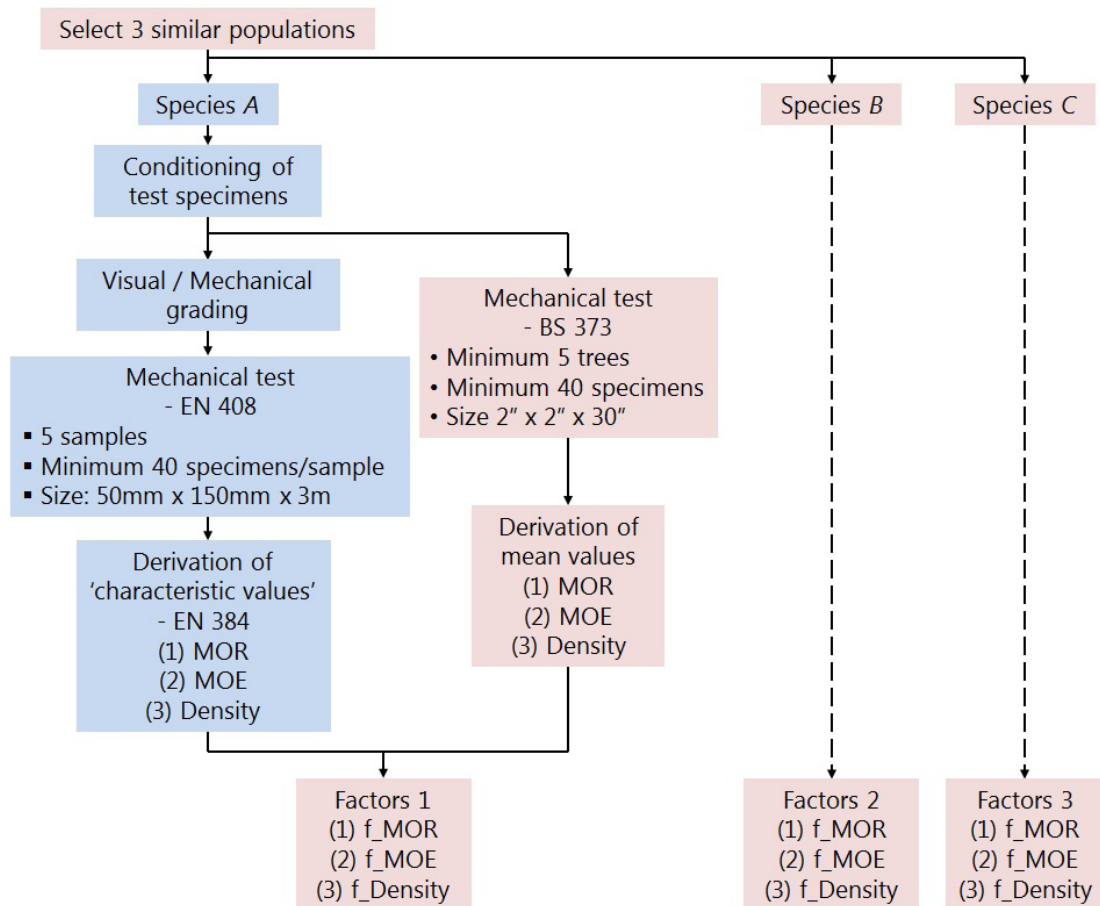 Select 3 similar populations
Species A
Species B
Species C
Conditioning of
test specimens
Visual / Mechanical
grading
Mechanical test
- EN 408
▪ 5 samples
▪ Minimum 40 specimens/sample
▪ Size: 50mm x 150mm x 3m
Derivation of
‘characteristic values’
- EN 384
(1) MOR
(2) MOE
(3) Density
Mechanical test
- BS 373
• Minimum 5 trees
• Minimum 40 specimens
• Size 2” x 2” x 30”
Derivation of
mean values
(1) MOR
(2) MOE
(3) Density
Factors 1
(1) f_MOR
(2) f_MOE
(3) f_Density
Factors 2
(1) f_MOR
(2) f_MOE
(3) f_Density
Factors 3
(1) f_MOR
(2) f_MOE
(3) f_Density